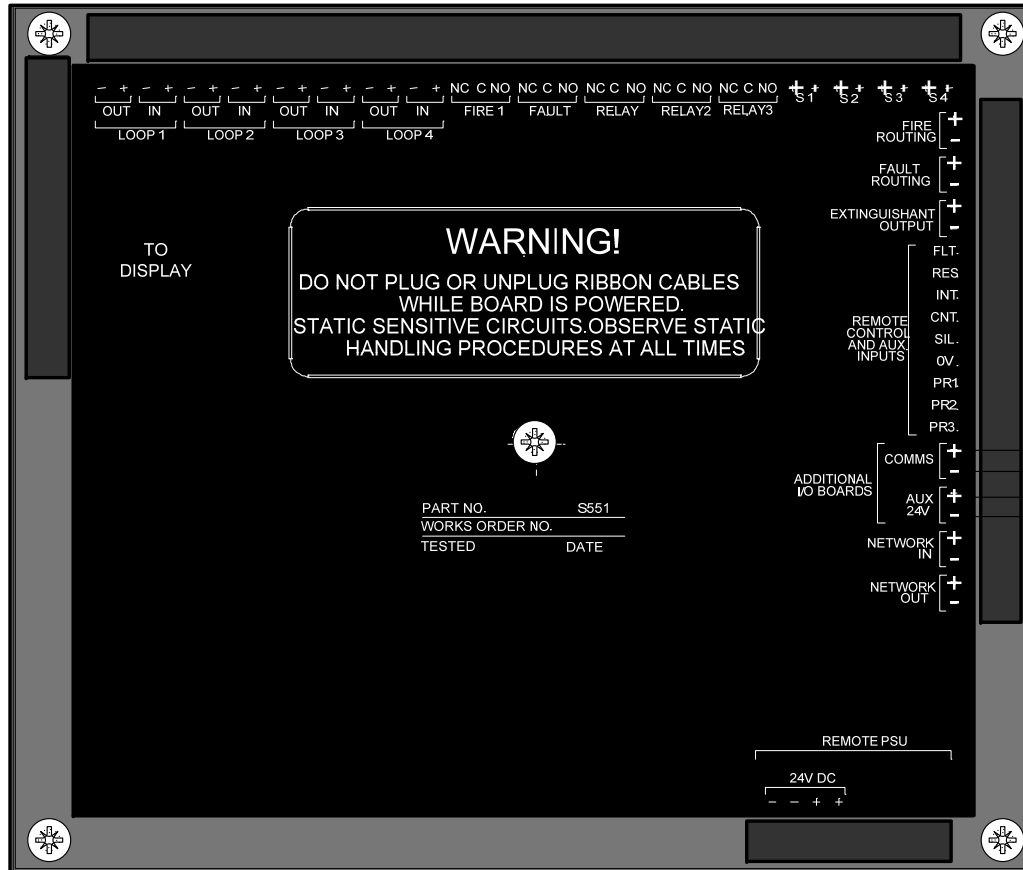 - + - + - + - + - + - + - + - + NC C NO NC C NO NC C NO NC C NO NC C NO + - + - + - + -
OUT IN OUT IN OUT IN OUT IN FIRE 1 FAULT RELAY RELAY2 RELAY3 S1 S2 S3 S4
LOOP 1 LOOP 2 LOOP 3 LOOP 4
FIRE +
ROUTING -
FAULT +
ROUTING -
EXTINGUISHANT +
OUTPUT -
TO
DISPLAY
WARNING!
DO NOT PLUG OR UNPLUG RIBBON CABLES
WHILE BOARD IS POWERED.
STATIC SENSITIVE CIRCUITS.OBSERVE STATIC
HANDLING PROCEDURES AT ALL TIMES
REMOTE
CONTROL
AND AUX.
INPUTS
FLT.
RES.
INT.
CNT.
SIL.
0V.
PR1.
PR2.
PR3.
ADDITIONAL
I/O BOARDS
COMMS +
-
AUX +
24V -
NETWORK +
IN -
NETWORK +
OUT -
PART NO. S551
WORKS ORDER NO.
TESTED DATE
REMOTE PSU
24V DC
- - + +